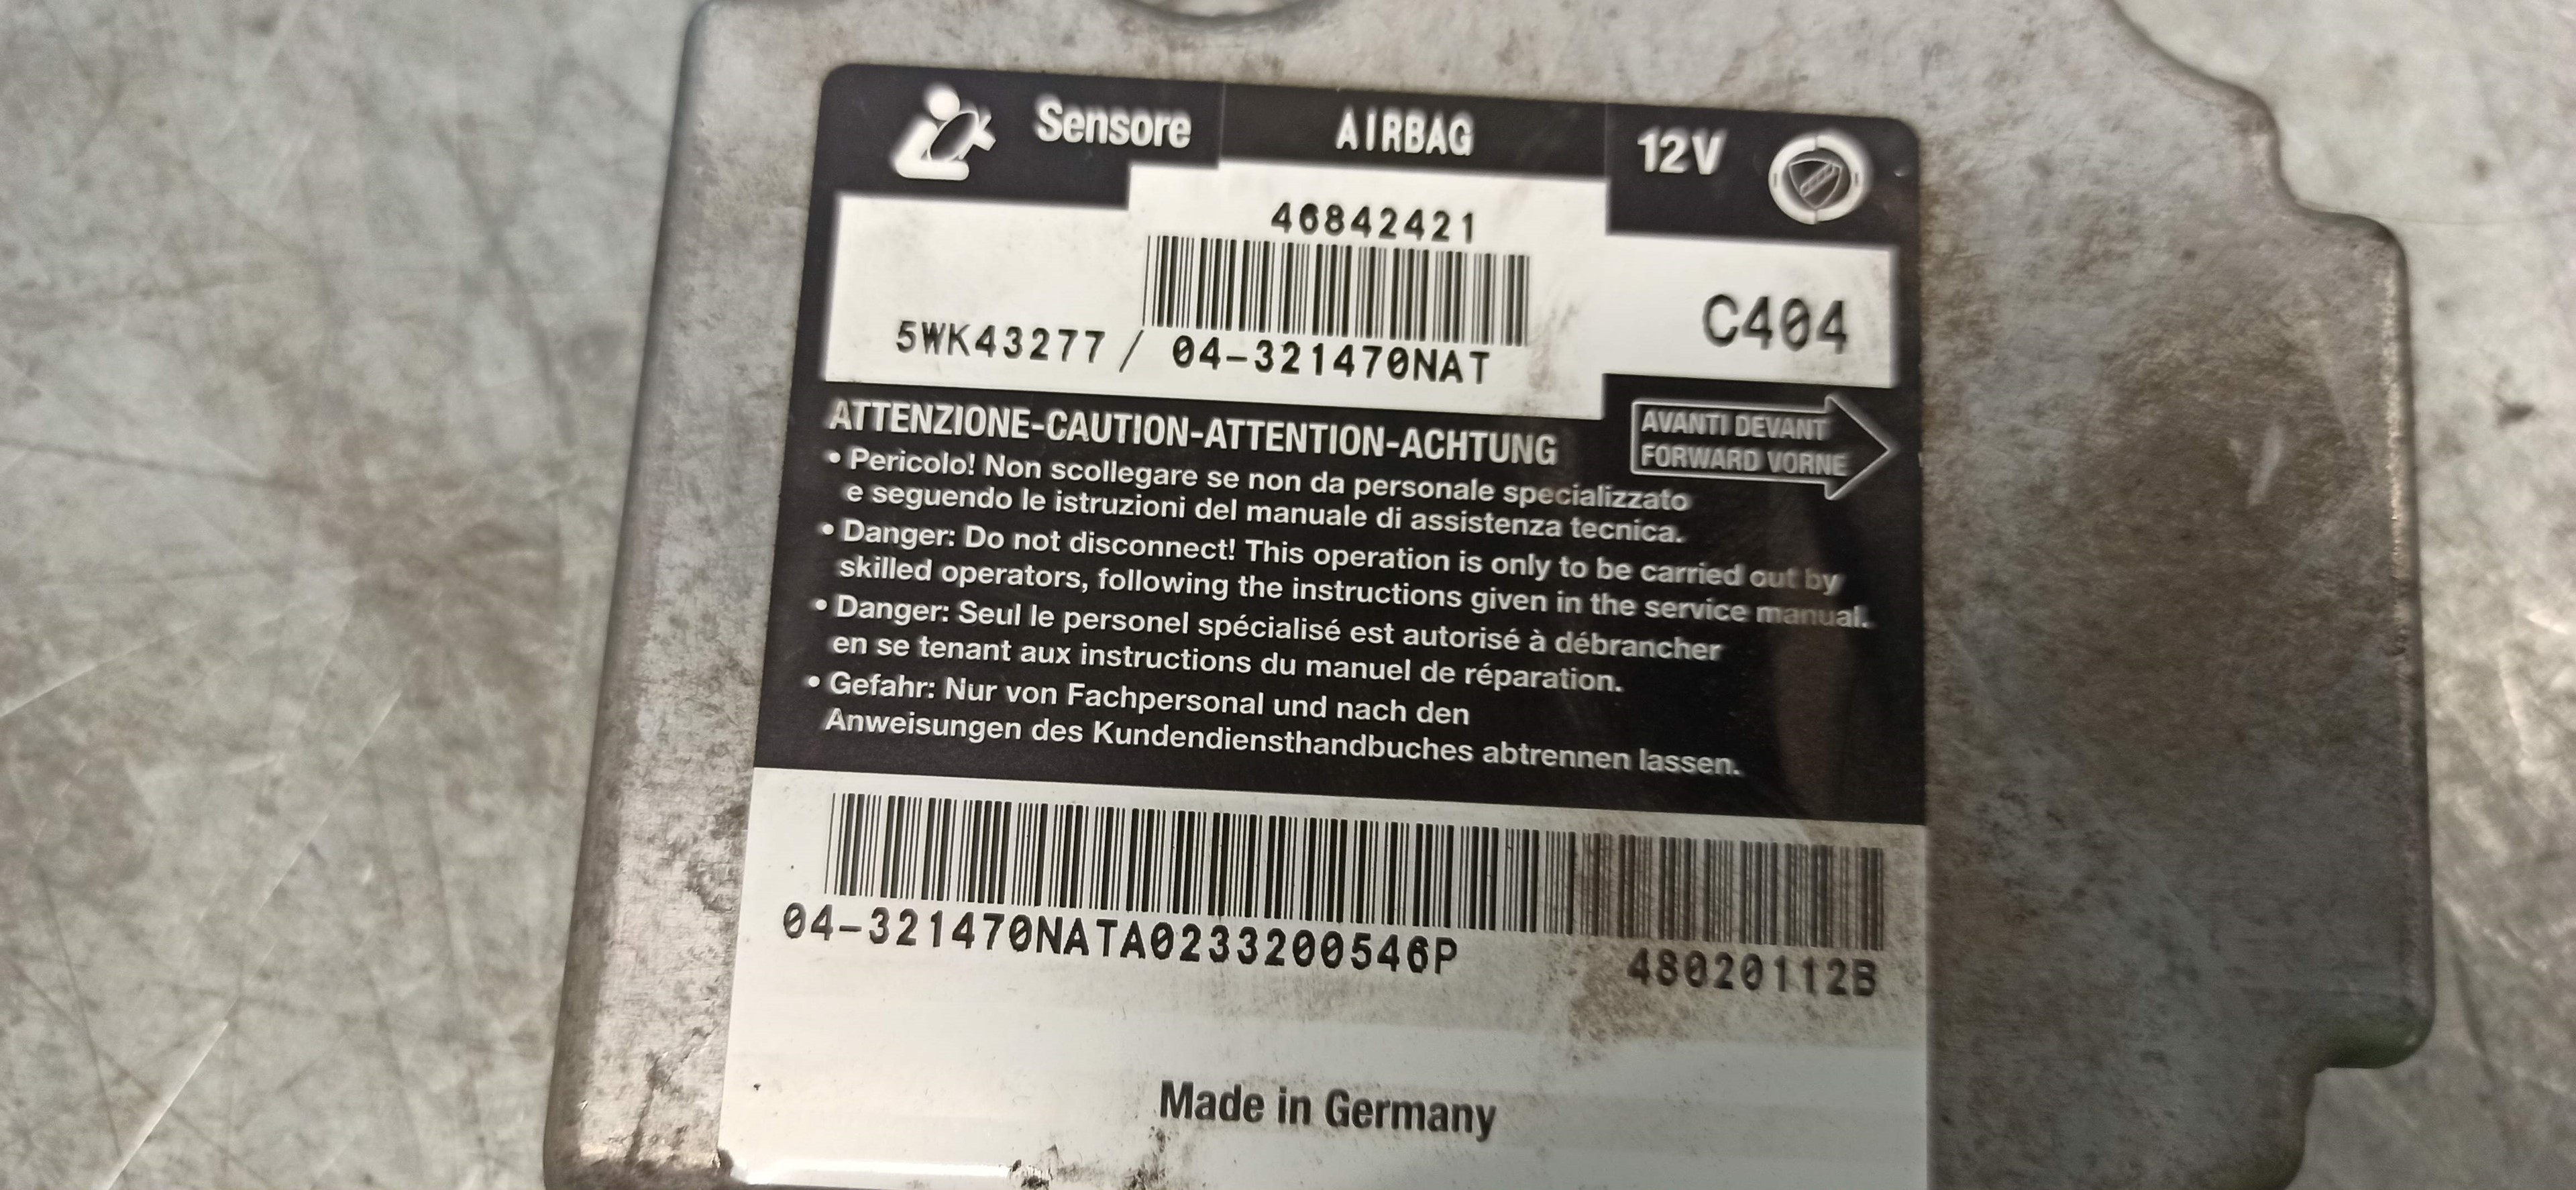 Sensore AIRBAG 12V
46842421
C404
5WK43277 / 04-321470NAT
ATTENZIONE-CAUTION-ATTENTION-ACHTUNG
AVANTI DEVANT
FORWARD VORNE
• Pericolo! Non scollegare se non da personale specializzato
e seguendo le istruzioni del manuale di assistenza tecnica.
• Danger: Do not disconnect! This operation is only to be carried out by
skilled operators, following the instructions given in the service manual.
• Danger: Seul le personel spécialisé est autorisé à débrancher
en se tenant aux instructions du manuel de réparation.
• Gefahr: Nur von Fachpersonal und nach den
Anweisungen des Kundendiensthandbuches abtrennen lassen.
04-321470NATA0233200546P 48020112B
Made in Germany